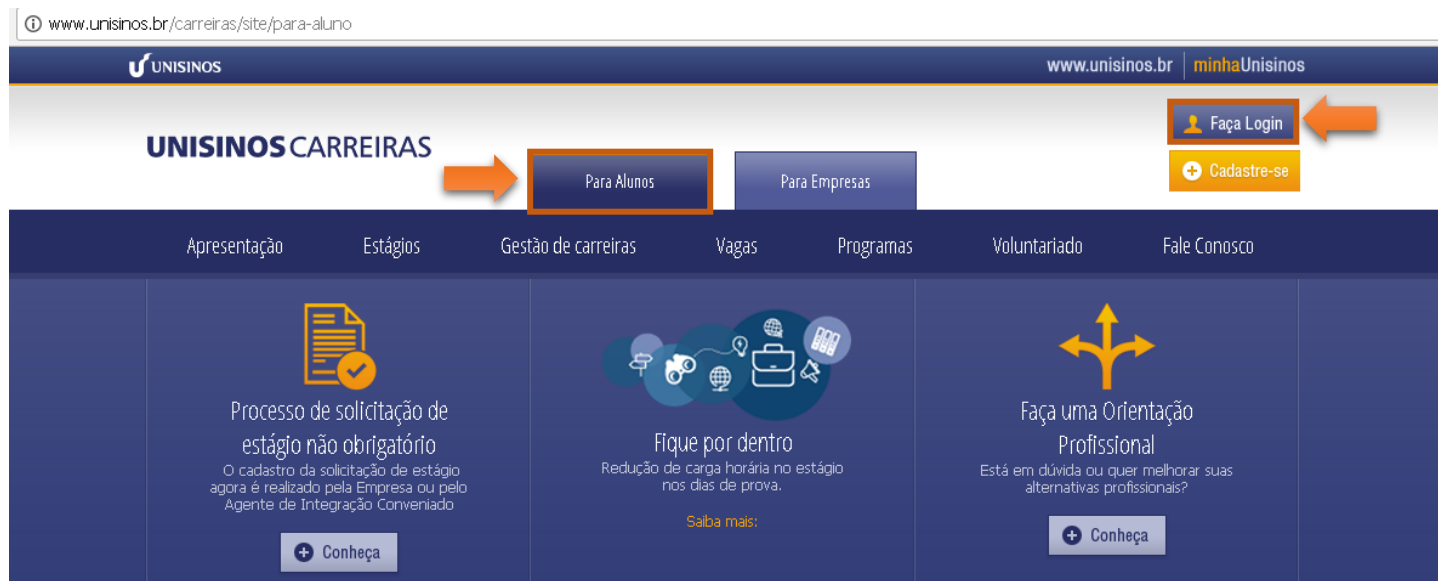 www.unisinos.br/carreiras/site/para-aluno
UNISINOS
www.unisinos.br minhaUnisinos
Faça Login
UNISINOS CARREIRAS
Para Alunos
Para Empresas
Cadastre-se
Apresentação Estágios Gestão de carreiras Vagas Programas Voluntariado Fale Conosco
Processo de solicitação de
estágio não obrigatório
O cadastro da solicitação de estágio
agora é realizado pela Empresa ou pelo
Agente de Integração Conveniado
Conheça
Fique por dentro
Redução de carga horária no estágio
nos dias de prova.
Saiba mais:
Faça uma Orientação
Profissional
Está em dúvida ou quer melhorar suas
alternativas profissionais?
Conheça